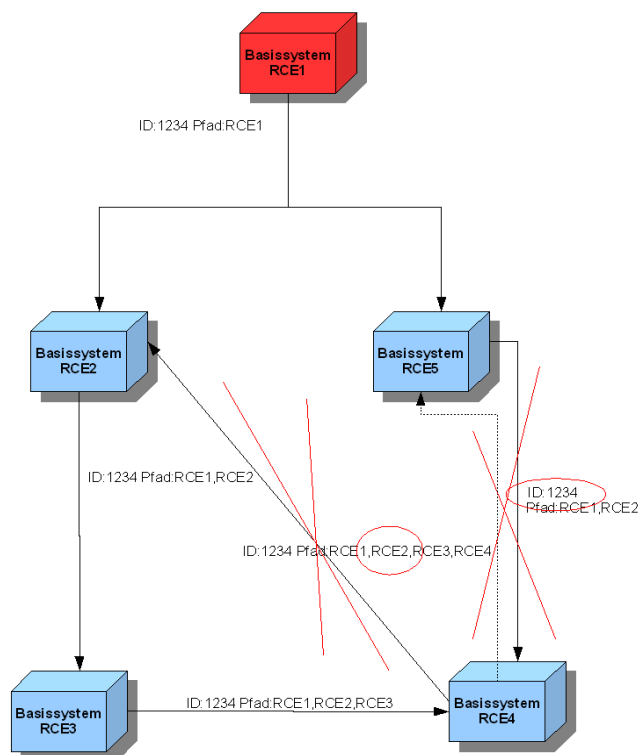 Basissystem
RCE1
ID:1234 Pfad:RCE1
Basissystem
RCE2
Basissystem
RCE5
ID:1234 Pfad:RCE1,RCE2
ID:1234
Pfad:RCE1,RCE2
ID:1234 Pfad:RCE1,RCE2,RCE3,RCE4
Basissystem
RCE3
ID:1234 Pfad:RCE1,RCE2,RCE3
Basissystem
RCE4